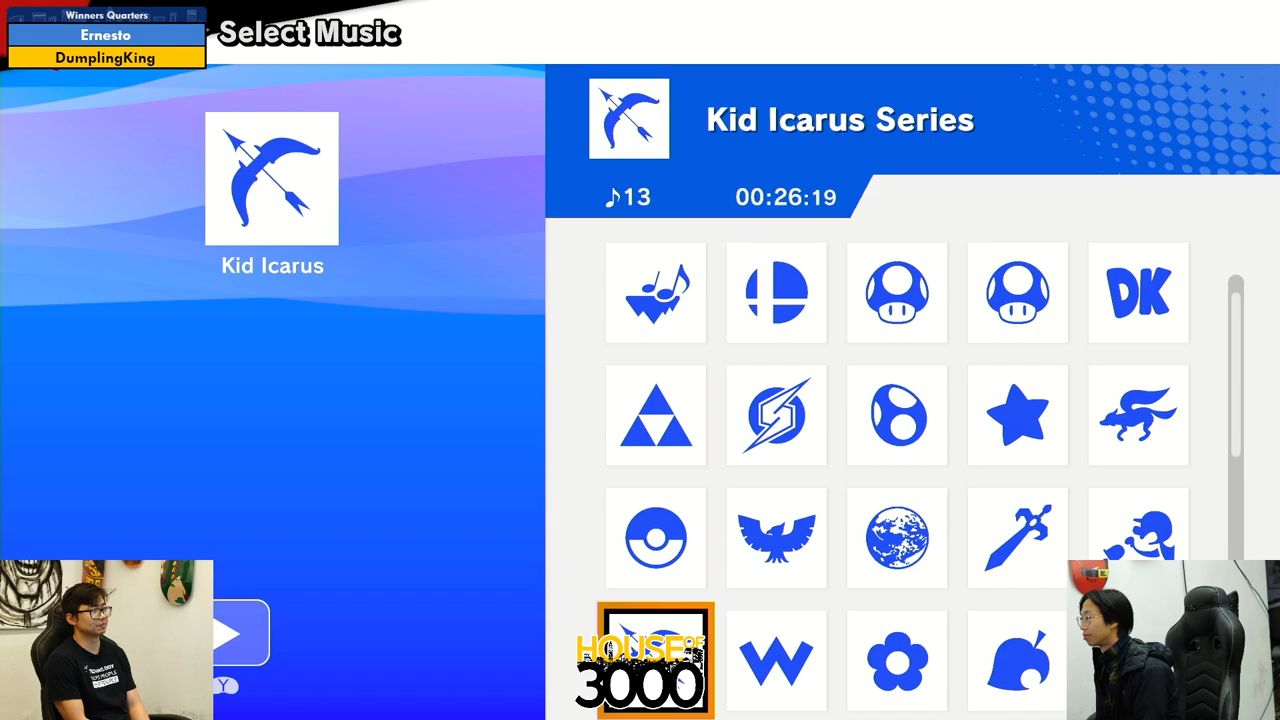 Winners Quarters
Ernesto
DumplingKing
Select Music
Kid Icarus Series
♪13
00:26:19
Kid Icarus
DK
Y
HOUSE OF
3000